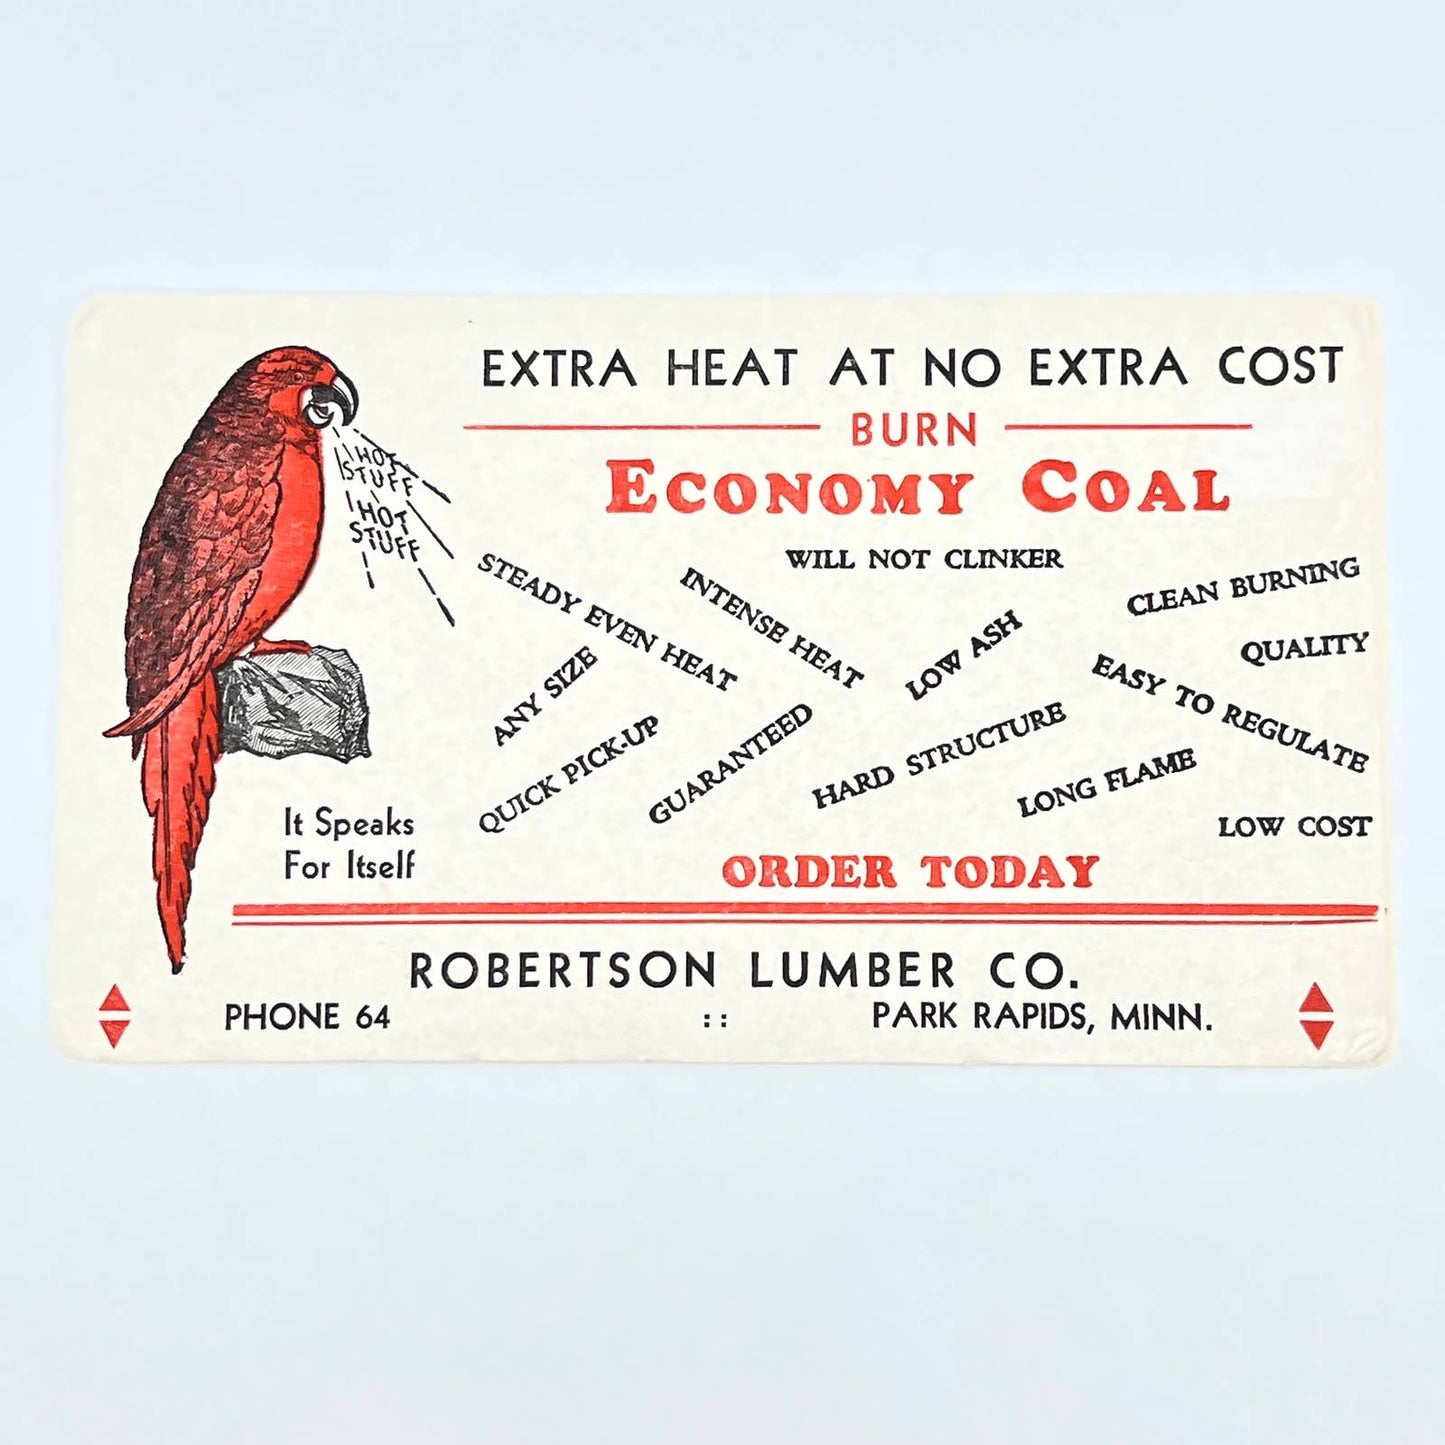 EXTRA HEAT AT NO EXTRA COST
BURN
ECONOMY COAL
HOT
STUFF
HOT
STUFF
WILL NOT CLINKER
STEADY EVEN HEAT
INTENSE HEAT
CLEAN BURNING
LOW ASH
QUALITY
ANY SIZE
EASY TO REGULATE
QUICK PICK-UP
GUARANTEED
HARD STRUCTURE
LONG FLAME
LOW COST
It Speaks
For Itself
ORDER TODAY
ROBERTSON LUMBER CO.
PHONE 64 :: PARK RAPIDS, MINN.